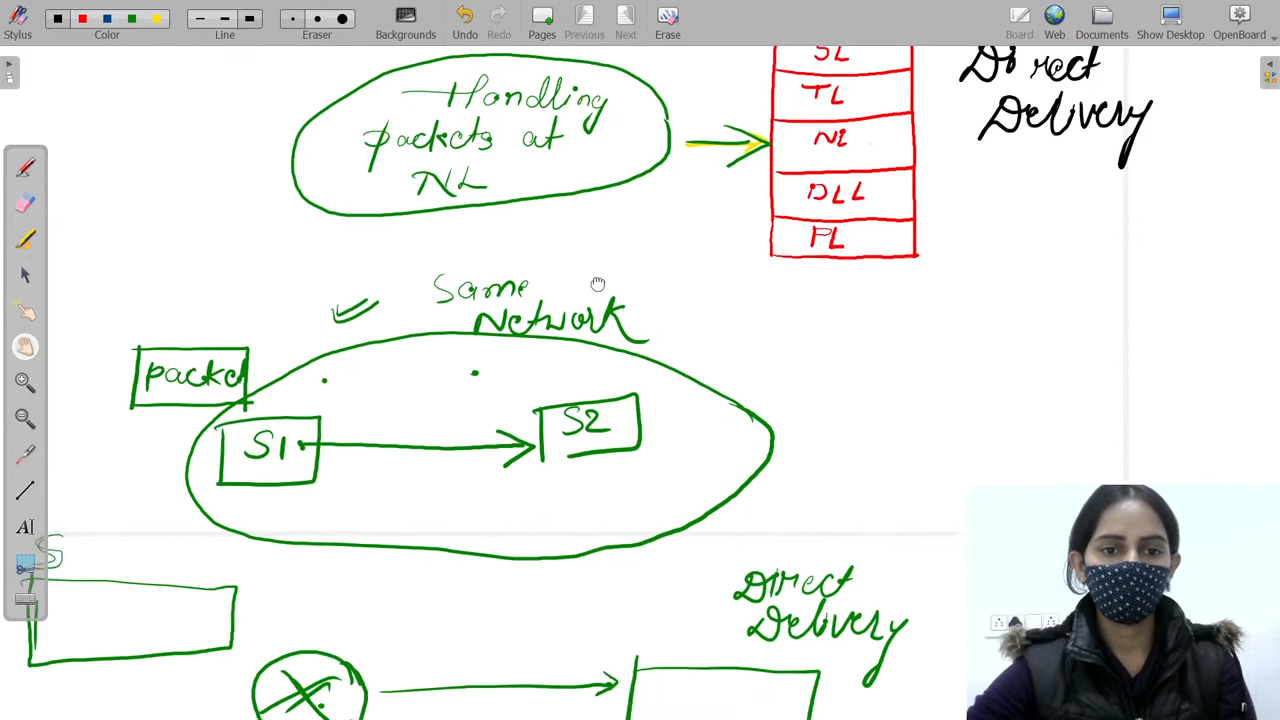 Stylus
Color
Line
Eraser
Backgrounds
Undo
Redo
Pages
Previous
Next
Erase
Board
Web
Documents
Show Desktop
OpenBoard
Handling
packets at
NL
SL
TL
NL
DLL
PL
Direct
Delivery
Same
Network
packet
S1
S2
S
Direct
Delivery
AI